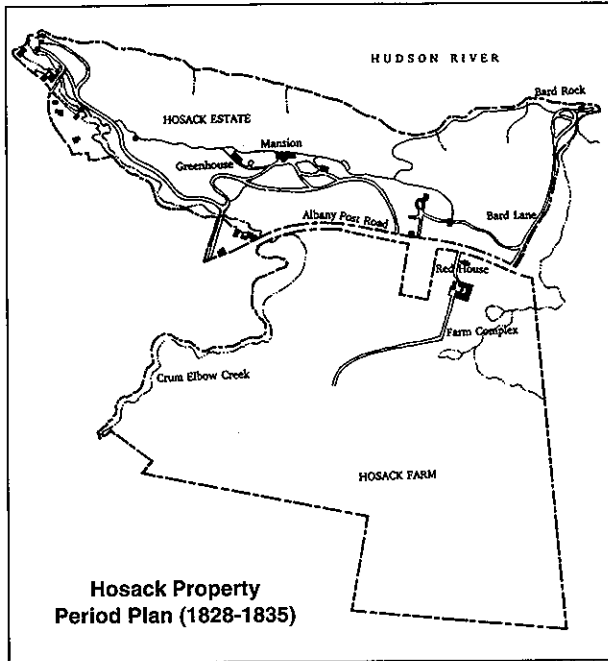 HUDSON RIVER
Bard Rock
HOSACK ESTATE
Mansion
Greenhouse
Albany Post Road
Bard Lane
Red House
Farm Complex
Crum Elbow Creek
HOSACK FARM
Hosack Property
Period Plan (1828-1835)